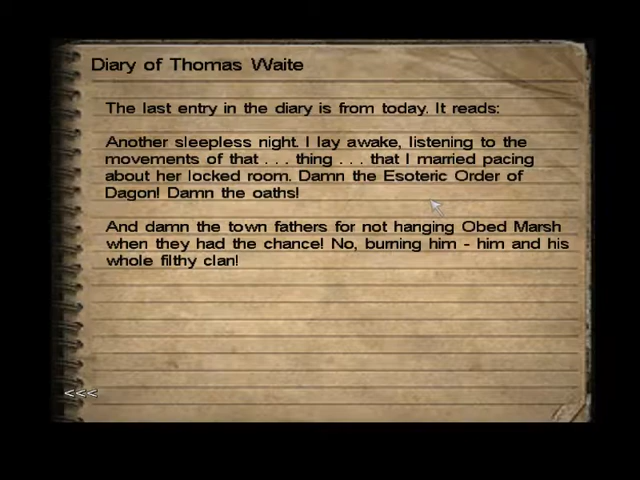 Diary of Thomas Waite
The last entry in the diary is from today. It reads:
Another sleepless night. I lay awake, listening to the
movements of that . . . thing . . . that I married pacing
about her locked room. Damn the Esoteric Order of
Dagon! Damn the oaths!
And damn the town fathers for not hanging Obed Marsh
when they had the chance! No, burning him - him and his
whole filthy clan!
<<<